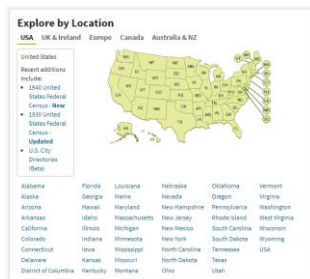 Explore by Location
USA UK & Ireland Europe Canada Australia & NZ
United States
Recent additions
include:
1940 United
States Federal
Census - New
1930 United
States Federal
Census -
Updated
U.S. City
Directories
(Beta)
Alabama Florida Louisiana Nebraska Oklahoma Vermont
Alaska Georgia Maine Nevada Oregon Virginia
Arizona Hawaii Maryland New Hampshire Pennsylvania Washington
Arkansas Idaho Massachusetts New Jersey Rhode Island West Virginia
California Illinois Michigan New Mexico South Carolina Wisconsin
Colorado Indiana Minnesota New York South Dakota Wyoming
Connecticut Iowa Mississippi North Carolina Tennessee USA
Delaware Kansas Missouri North Dakota Texas
District of Columbia Kentucky Montana Ohio Utah